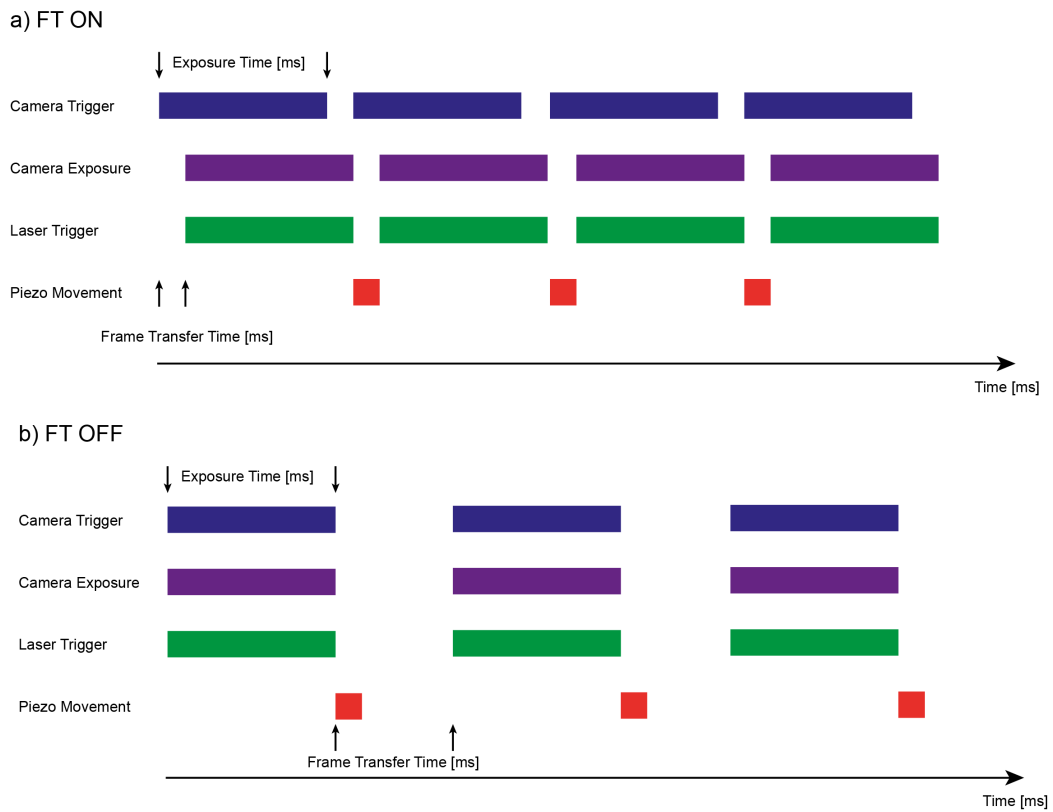 a) FT ON
Exposure Time [ms]
Camera Trigger
Camera Exposure
Laser Trigger
Piezo Movement
Frame Transfer Time [ms]
Time [ms]
b) FT OFF
Exposure Time [ms]
Camera Trigger
Camera Exposure
Laser Trigger
Piezo Movement
Frame Transfer Time [ms]
Time [ms]